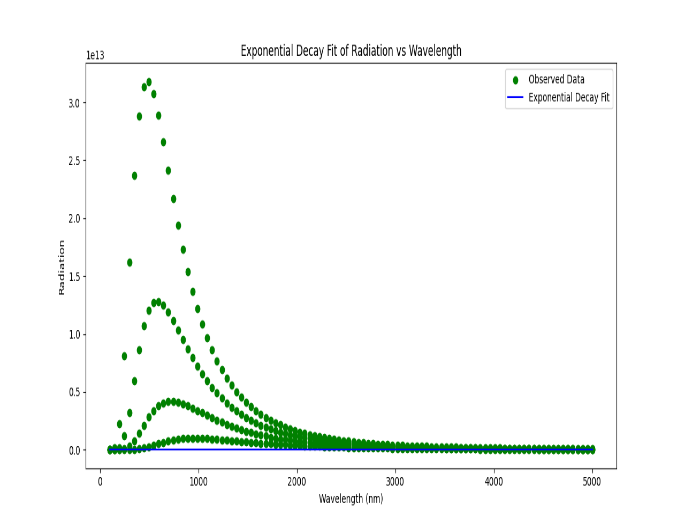 Exponential Decay Fit of Radiation vs Wavelength
1e13
Observed Data
Exponential Decay Fit
3.0
2.5
2.0
1.5
1.0
0.5
0.0
Radiation
0 1000 2000 3000 4000 5000
Wavelength (nm)